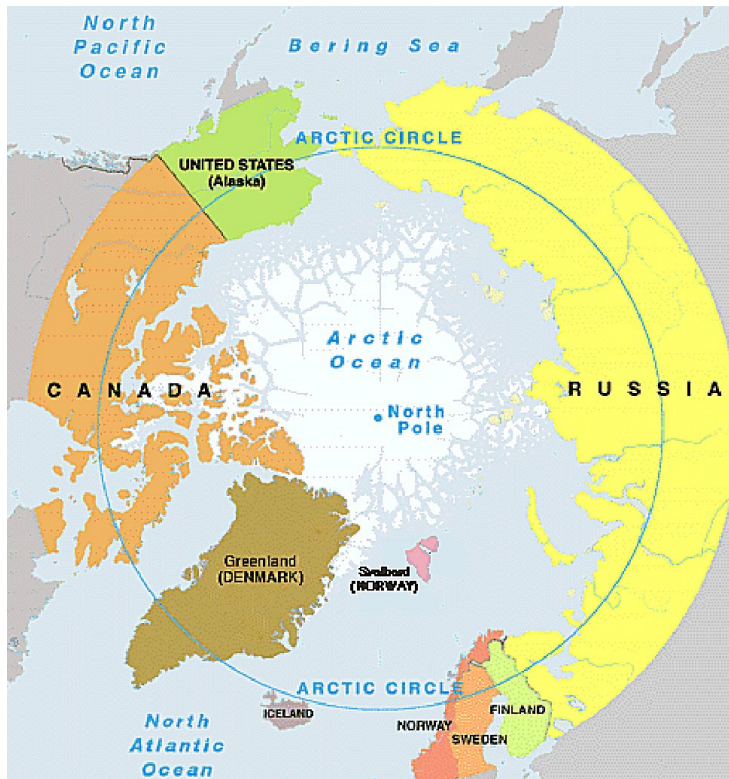 North
Pacific
Ocean
Bering Sea
ARCTIC CIRCLE
UNITED STATES
(Alaska)
Arctic
Ocean
CANADA
RUSSIA
North
Pole
Greenland
(DENMARK)
Svalbard
(NORWAY)
ARCTIC CIRCLE
ICELAND
NORWAY
SWEDEN
FINLAND
North
Atlantic
Ocean